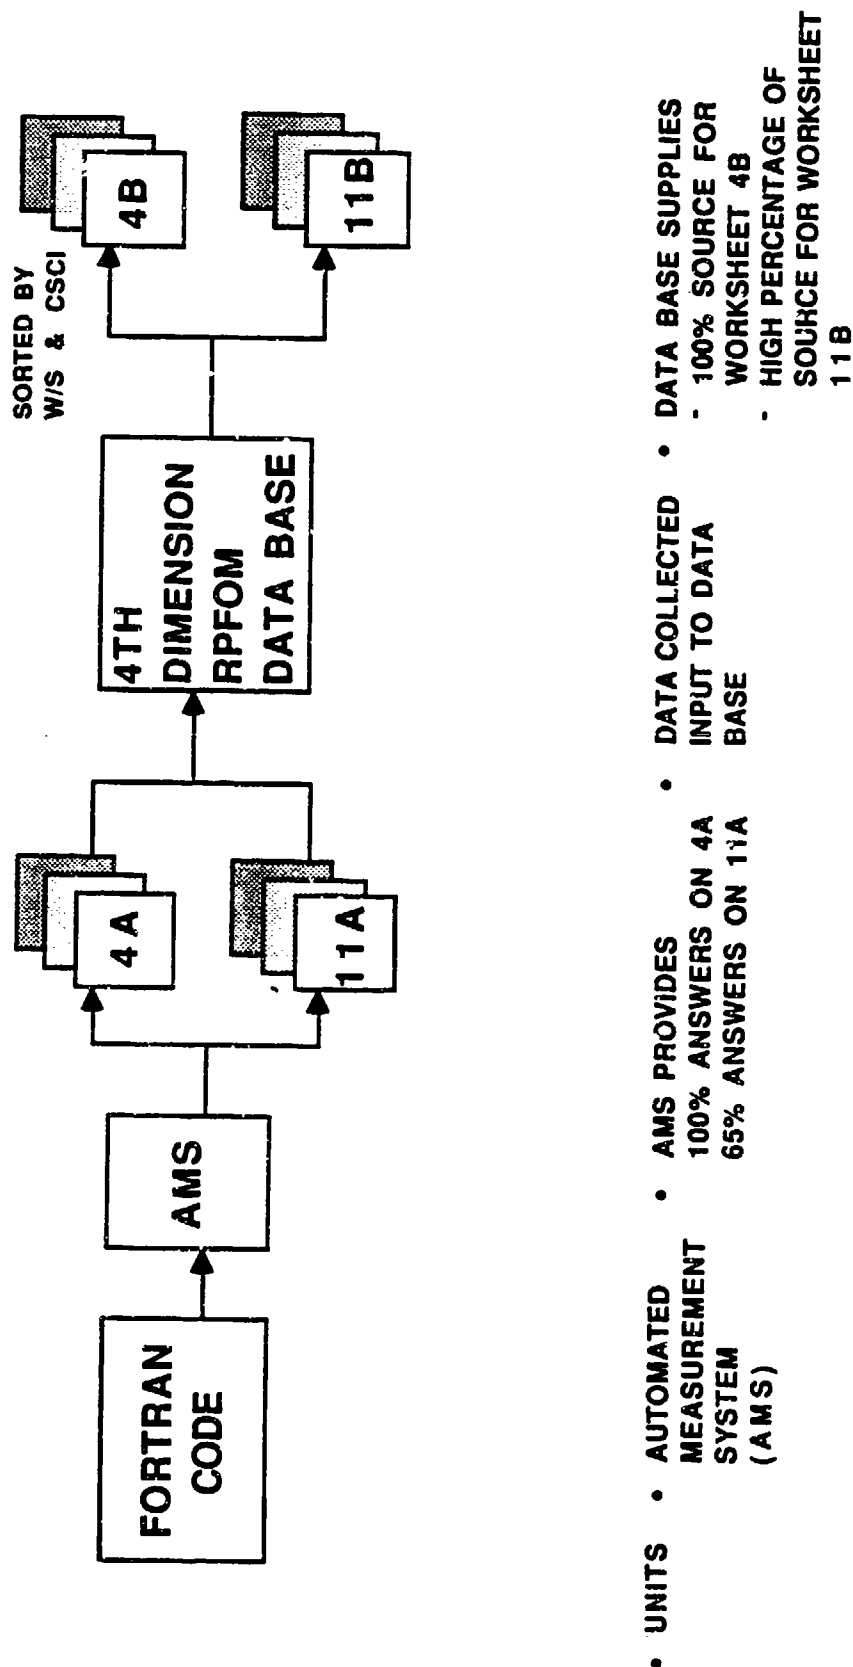 FORTRAN
CODE
AMS
4A
11A
4TH
DIMENSION
RPFOM
DATA BASE
SORTED BY
W/S & CSCI
4B
11B
• UNITS
• AUTOMATED
MEASUREMENT
SYSTEM
(AMS)
• AMS PROVIDES
100% ANSWERS ON 4A
65% ANSWERS ON 11A
• DATA COLLECTED
INPUT TO DATA
BASE
• DATA BASE SUPPLIES
- 100% SOURCE FOR
WORKSHEET 4B
- HIGH PERCENTAGE OF
SOURCE FOR WORKSHEET
11B